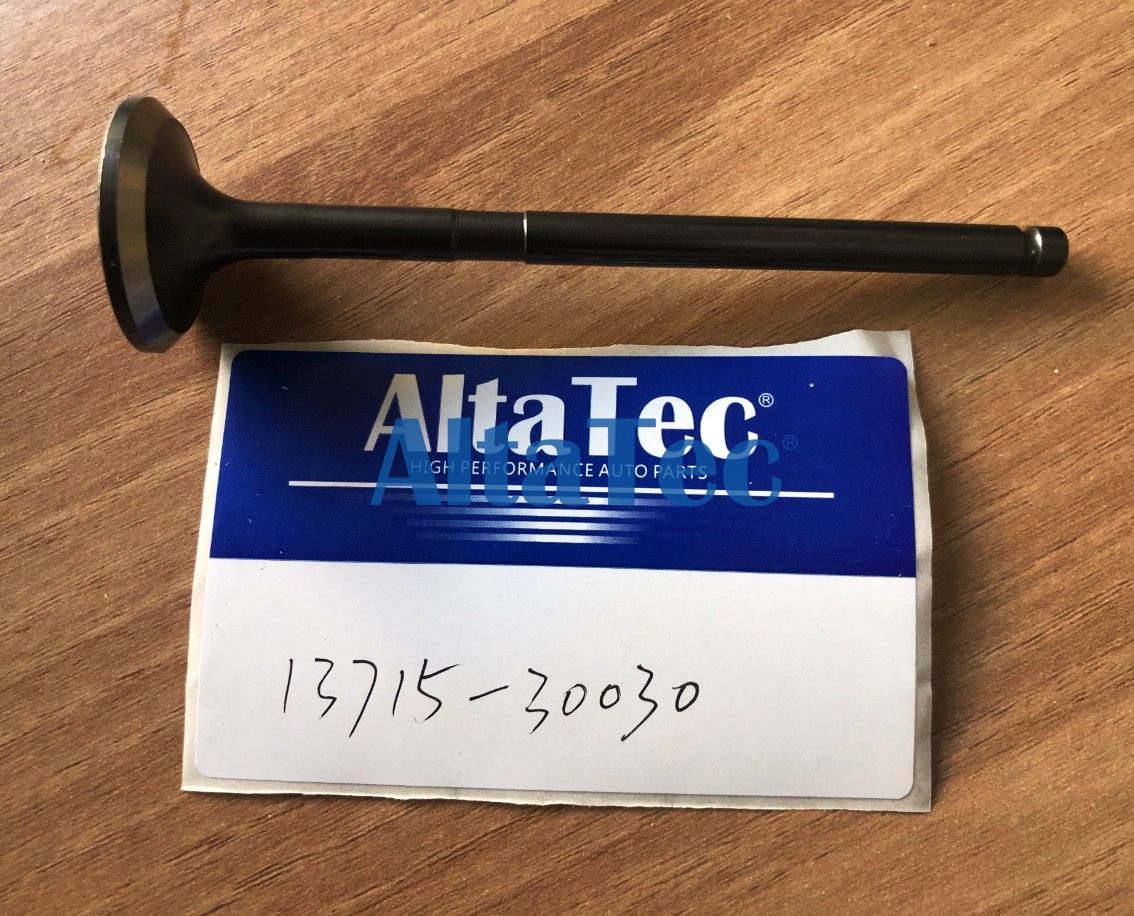 AltaTec®
AltaTec®
HIGH PERFORMANCE AUTO PARTS
13715-30030